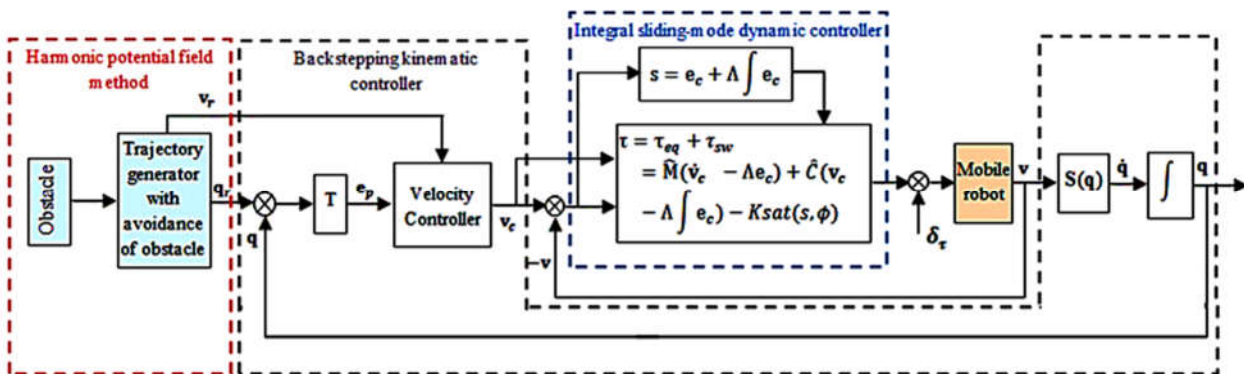 Harmonic potential field
method
Backstepping kinematic
controller
Integral sliding-mode dynamic controller
s = e_c + Λ ∫ e_c
v_r
Obstacle
Trajectory
generator
with
avoidance
of obstacle
q_r
q
T
e_p
Velocity
Controller
v_c
−v
τ = τ_eq + τ_sw
= M̂(v̇_c − Λe_c) + Ĉ(v_c
− Λ ∫ e_c) − Ksat(s, ϕ)
δ_τ
Mobile
robot
v
S(q)
q̇
∫
q